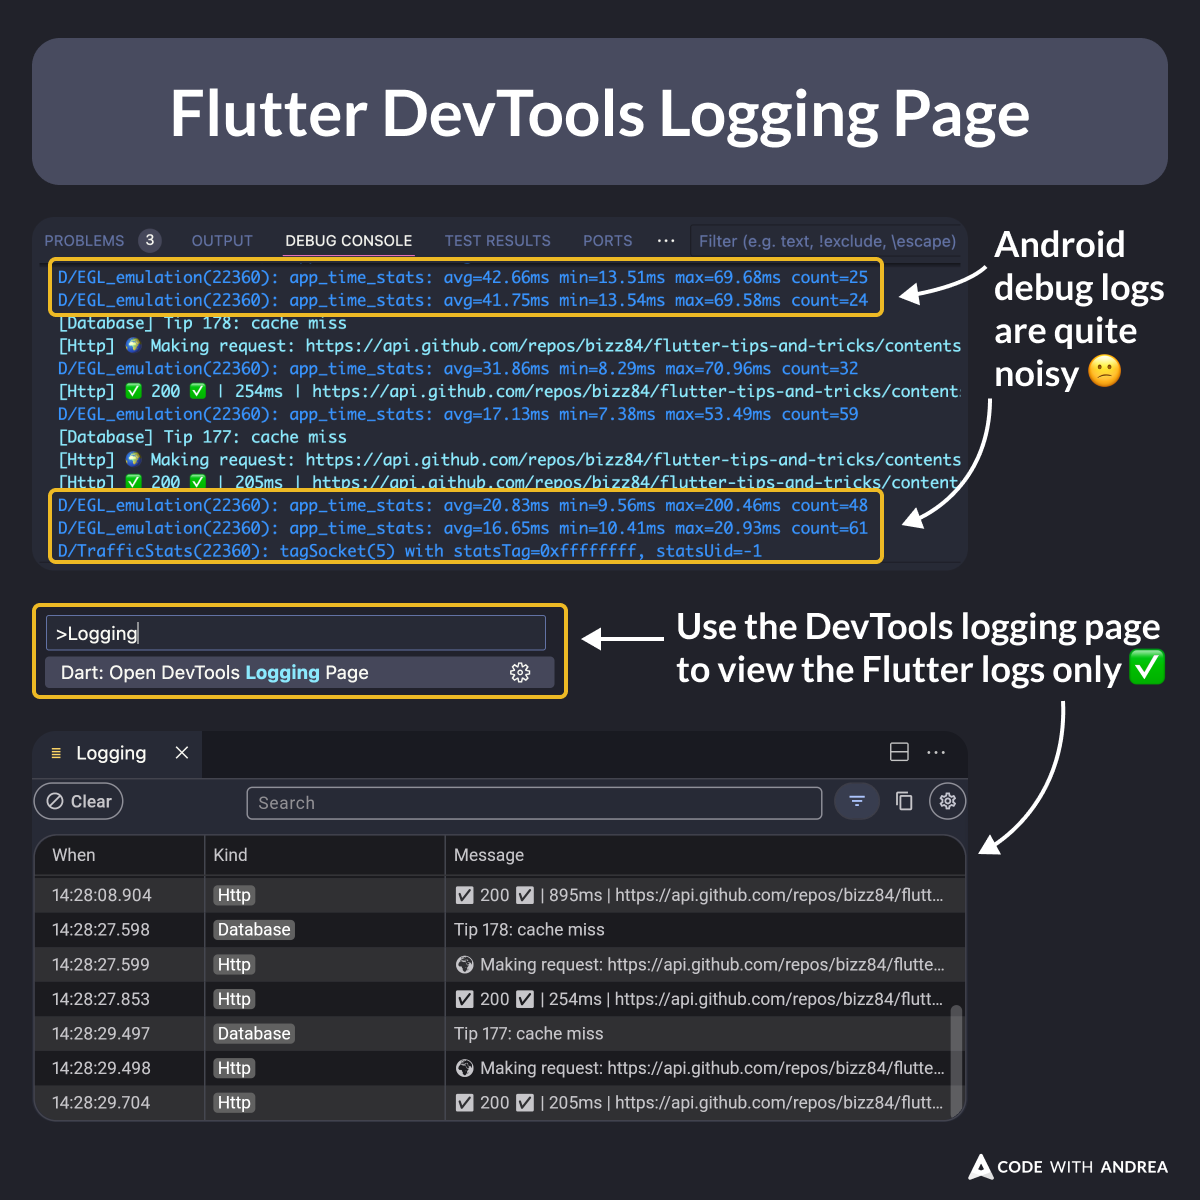 Flutter DevTools Logging Page
PROBLEMS 3 OUTPUT DEBUG CONSOLE TEST RESULTS PORTS ··· Filter (e.g. text, !exclude, \escape)
D/EGL_emulation(22360): app_time_stats: avg=42.66ms min=13.51ms max=69.68ms count=25
D/EGL_emulation(22360): app_time_stats: avg=41.75ms min=13.54ms max=69.58ms count=24
[Database] Tip 178: cache miss
[Http] 🌍 Making request: https://api.github.com/repos/bizz84/flutter-tips-and-tricks/contents
D/EGL_emulation(22360): app_time_stats: avg=31.86ms min=8.29ms max=70.96ms count=32
[Http] ✅ 200 ✅ | 254ms | https://api.github.com/repos/bizz84/flutter-tips-and-tricks/content
D/EGL_emulation(22360): app_time_stats: avg=17.13ms min=7.38ms max=53.49ms count=59
[Database] Tip 177: cache miss
[Http] 🌍 Making request: https://api.github.com/repos/bizz84/flutter-tips-and-tricks/contents
[Http] ✅ 200 ✅ | 205ms | https://api.github.com/repos/bizz84/flutter-tips-and-tricks/content
D/EGL_emulation(22360): app_time_stats: avg=20.83ms min=9.56ms max=200.46ms count=48
D/EGL_emulation(22360): app_time_stats: avg=16.65ms min=10.41ms max=20.93ms count=61
D/TrafficStats(22360): tagSocket(5) with statsTag=0xffffffff, statsUid=-1
Android
debug logs
are quite
noisy 😕
>Logging
Dart: Open DevTools Logging Page
Use the DevTools logging page
to view the Flutter logs only ✅
Logging
Clear Search
When Kind Message
14:28:08.904 Http ☑ 200 ☑ | 895ms | https://api.github.com/repos/bizz84/flutt...
14:28:27.598 Database Tip 178: cache miss
14:28:27.599 Http 🌍 Making request: https://api.github.com/repos/bizz84/flutte...
14:28:27.853 Http ☑ 200 ☑ | 254ms | https://api.github.com/repos/bizz84/flutt...
14:28:29.497 Database Tip 177: cache miss
14:28:29.498 Http 🌍 Making request: https://api.github.com/repos/bizz84/flutte...
14:28:29.704 Http ☑ 200 ☑ | 205ms | https://api.github.com/repos/bizz84/flutt...
CODE WITH ANDREA